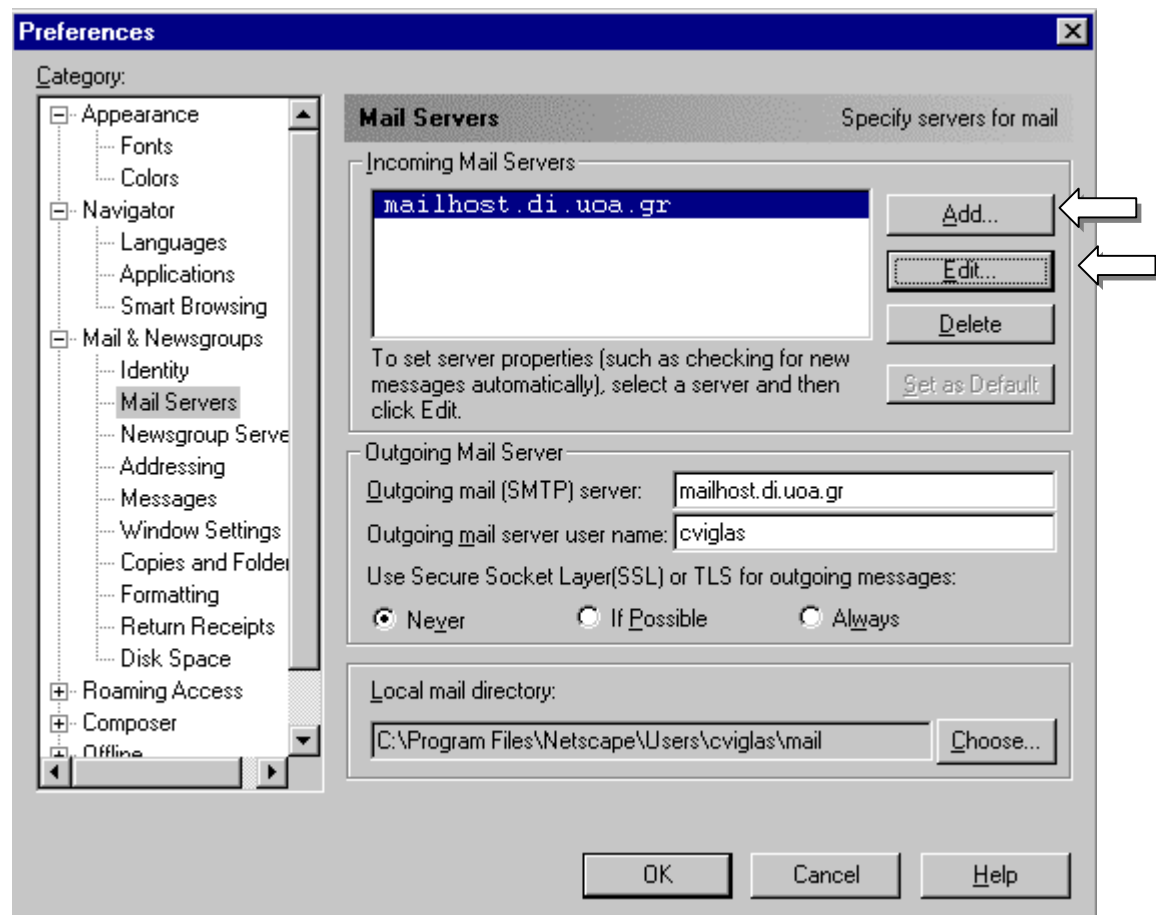 Preferences
Category:
Appearance
Fonts
Colors
Navigator
Languages
Applications
Smart Browsing
Mail & Newsgroups
Identity
Mail Servers
Newsgroup Serve
Addressing
Messages
Window Settings
Copies and Folder
Formatting
Return Receipts
Disk Space
Roaming Access
Composer
Offline
Mail Servers Specify servers for mail
Incoming Mail Servers
mailhost.di.uoa.gr
Add...
Edit...
Delete
Set as Default
To set server properties (such as checking for new
messages automatically), select a server and then
click Edit.
Outgoing Mail Server
Outgoing mail (SMTP) server: mailhost.di.uoa.gr
Outgoing mail server user name: cviglas
Use Secure Socket Layer(SSL) or TLS for outgoing messages:
Never If Possible Always
Local mail directory:
C:\Program Files\Netscape\Users\cviglas\mail Choose...
OK Cancel Help